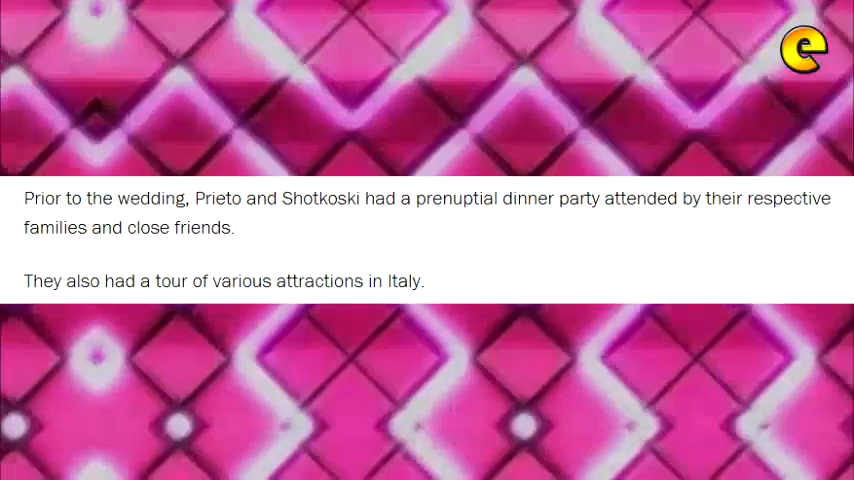 e
Prior to the wedding, Prieto and Shotkoski had a prenuptial dinner party attended by their respective
families and close friends.
They also had a tour of various attractions in Italy.